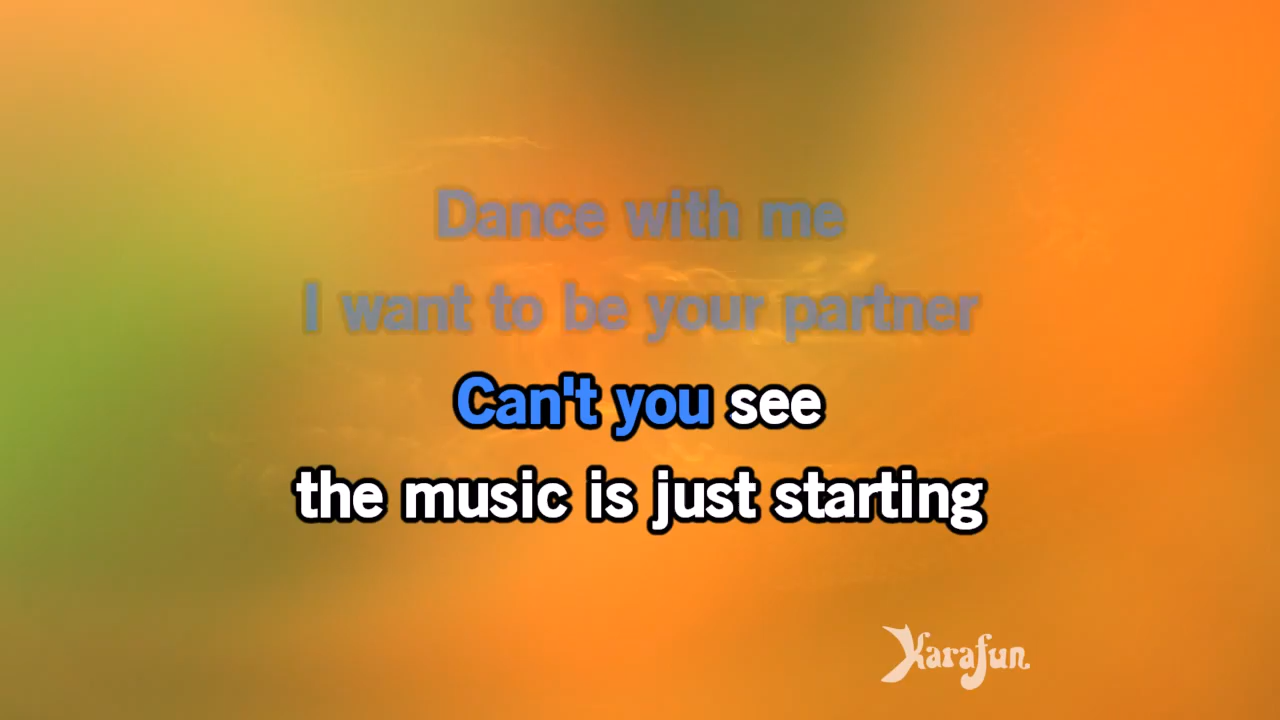 Dance with me
I want to be your partner
Can't you see
the music is just starting
Karafun